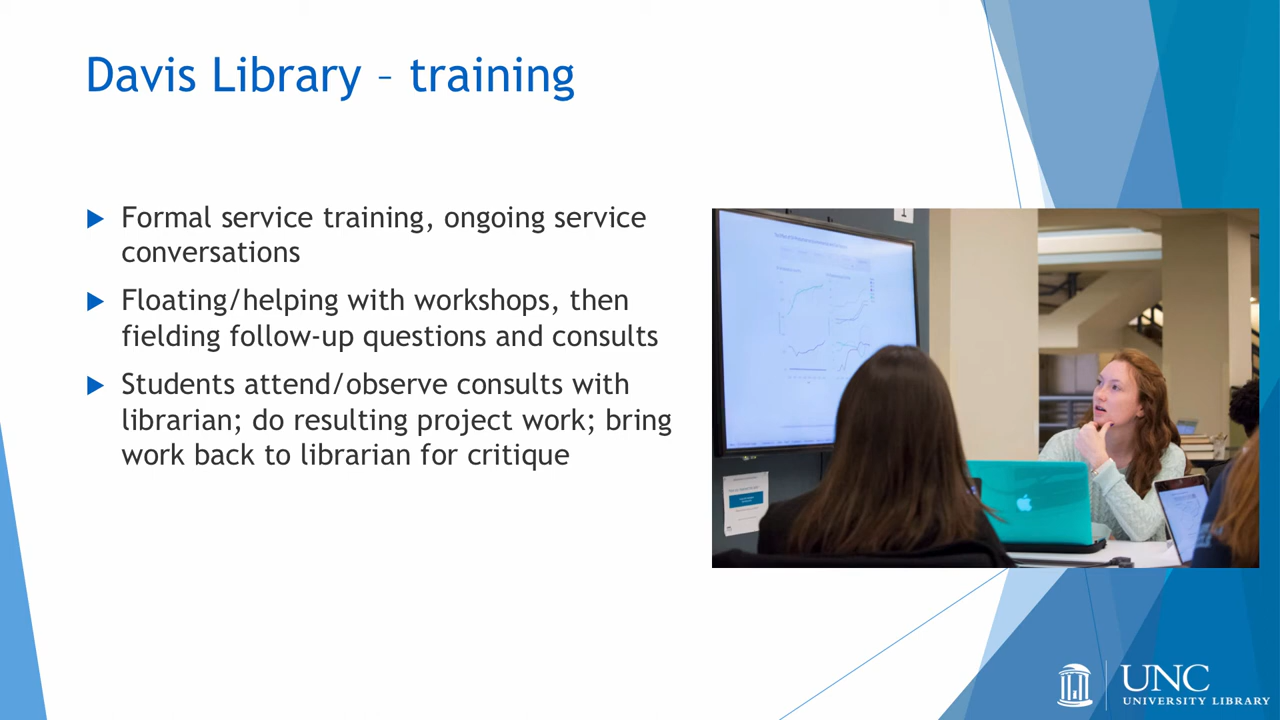 Davis Library – training
Formal service training, ongoing service
conversations
Floating/helping with workshops, then
fielding follow-up questions and consults
Students attend/observe consults with
librarian; do resulting project work; bring
work back to librarian for critique
1
UNC
UNIVERSITY LIBRARY